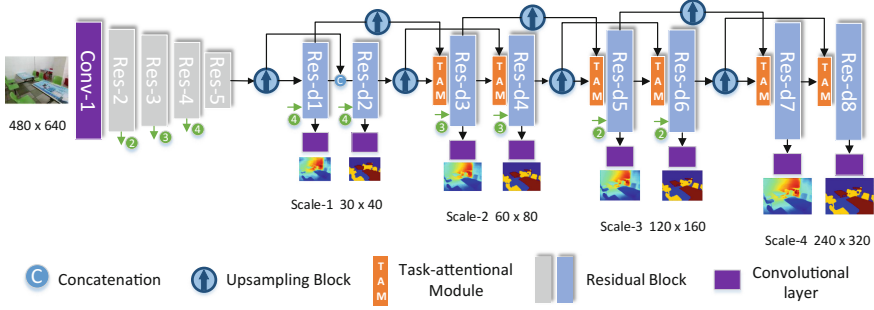 480 x 640
Conv-1
Res-2
Res-3
Res-4
Res-5
2
3
4
Res-d1
C
Res-d2
4
4
TAM
Res-d3
TAM
Res-d4
3
3
TAM
Res-d5
TAM
Res-d6
2
2
TAM
Res-d7
TAM
Res-d8
Scale-1 30 x 40
Scale-2 60 x 80
Scale-3 120 x 160
Scale-4 240 x 320
C
Concatenation
Upsampling Block
TAM
Task-attentional
Module
Residual Block
Convolutional
layer